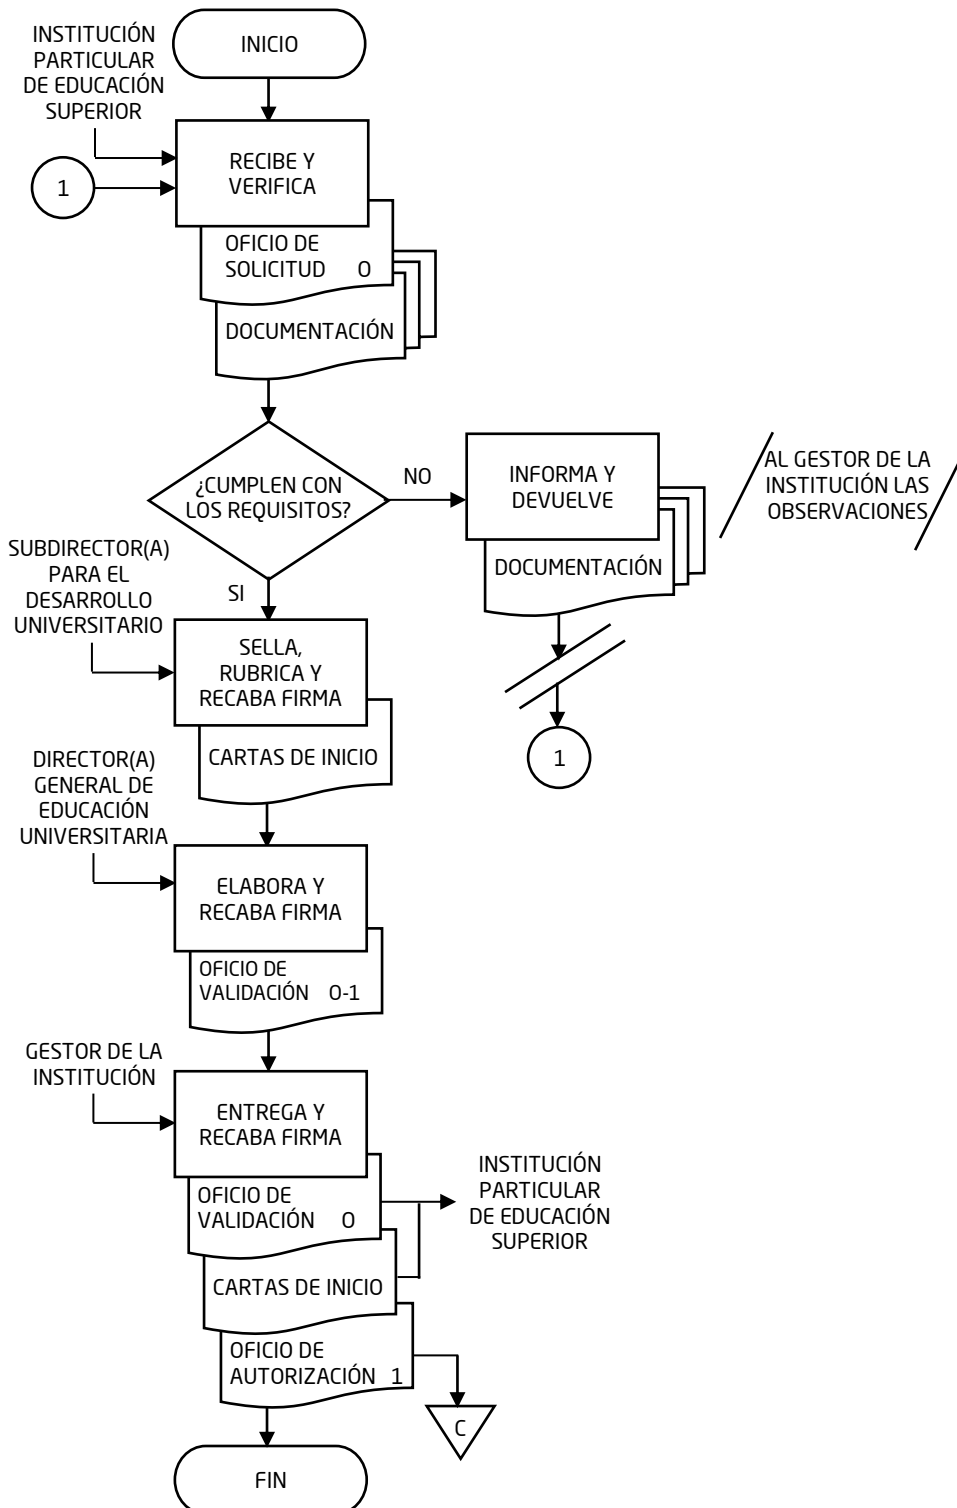 INICIO
INSTITUCIÓN
PARTICULAR
DE EDUCACIÓN
SUPERIOR
1
RECIBE Y
VERIFICA
OFICIO DE
SOLICITUD O
DOCUMENTACIÓN
¿CUMPLEN CON
LOS REQUISITOS?
NO
INFORMA Y
DEVUELVE
DOCUMENTACIÓN
AL GESTOR DE LA
INSTITUCIÓN LAS
OBSERVACIONES
1
SI
SUBDIRECTOR(A)
PARA EL
DESARROLLO
UNIVERSITARIO
SELLA,
RUBRICA Y
RECABA FIRMA
CARTAS DE INICIO
DIRECTOR(A)
GENERAL DE
EDUCACIÓN
UNIVERSITARIA
ELABORA Y
RECABA FIRMA
OFICIO DE
VALIDACIÓN O-1
GESTOR DE LA
INSTITUCIÓN
ENTREGA Y
RECABA FIRMA
OFICIO DE
VALIDACIÓN O
INSTITUCIÓN
PARTICULAR
DE EDUCACIÓN
SUPERIOR
CARTAS DE INICIO
OFICIO DE
AUTORIZACIÓN 1
C
FIN